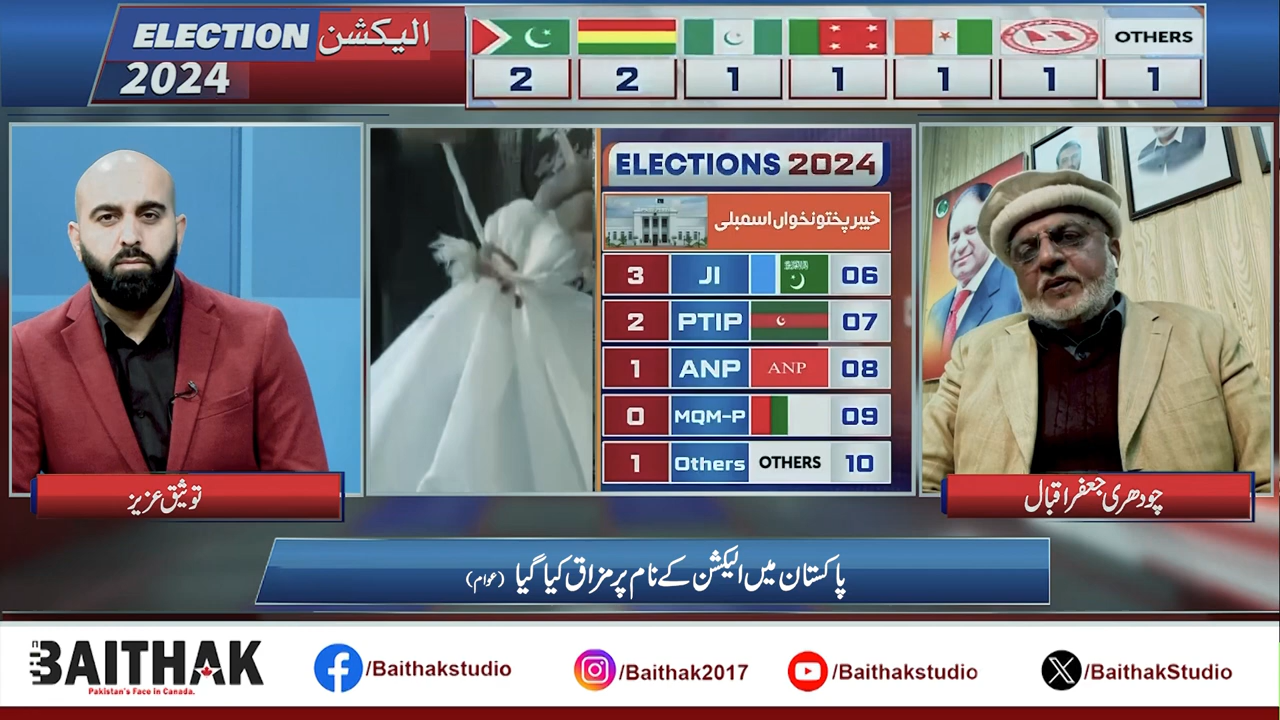 ELECTION الیکشن
2024
OTHERS
2 2 1 1 1 1 1
ELECTIONS 2024
خیبر پختونخواں اسمبلی
3 JI 06
2 PTIP 07
1 ANP ANP 08
0 MQM-P 09
1 Others OTHERS 10
توثیق عزیز
چودھری جعفر اقبال
پاکستان میں الیکشن کے نام پر مزاق کیا گیا (عوام)
BAITHAK
Pakistan's Face in Canada.
/Baithakstudio
/Baithak2017
/Baithakstudio
/BaithakStudio